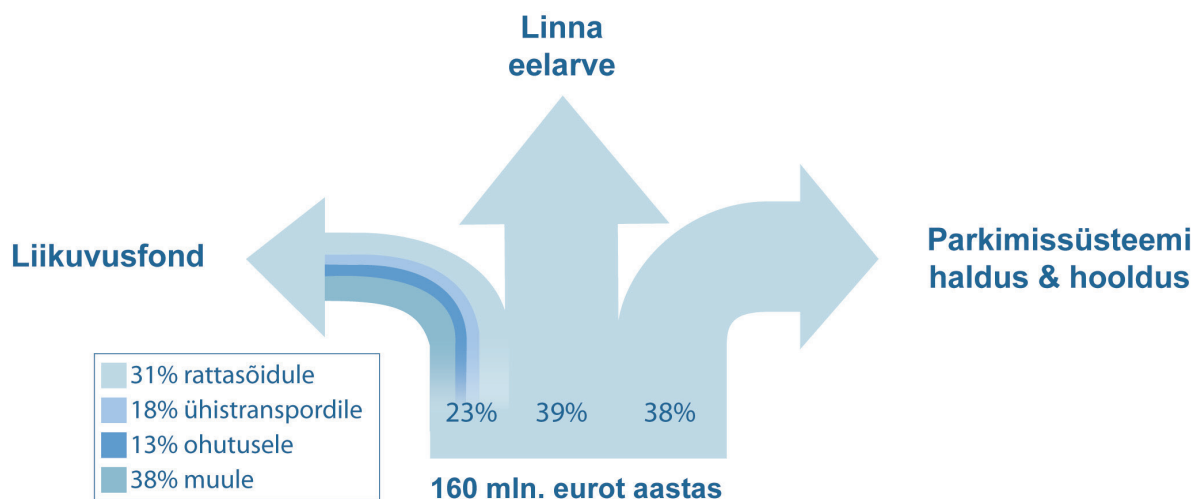 Linna
eelarve
Liikuvusfond
Parkimissüsteemi
haldus & hooldus
31% rattasõidule
18% ühistranspordile
13% ohutusele
38% muule
23%
39%
38%
160 mln. eurot aastas